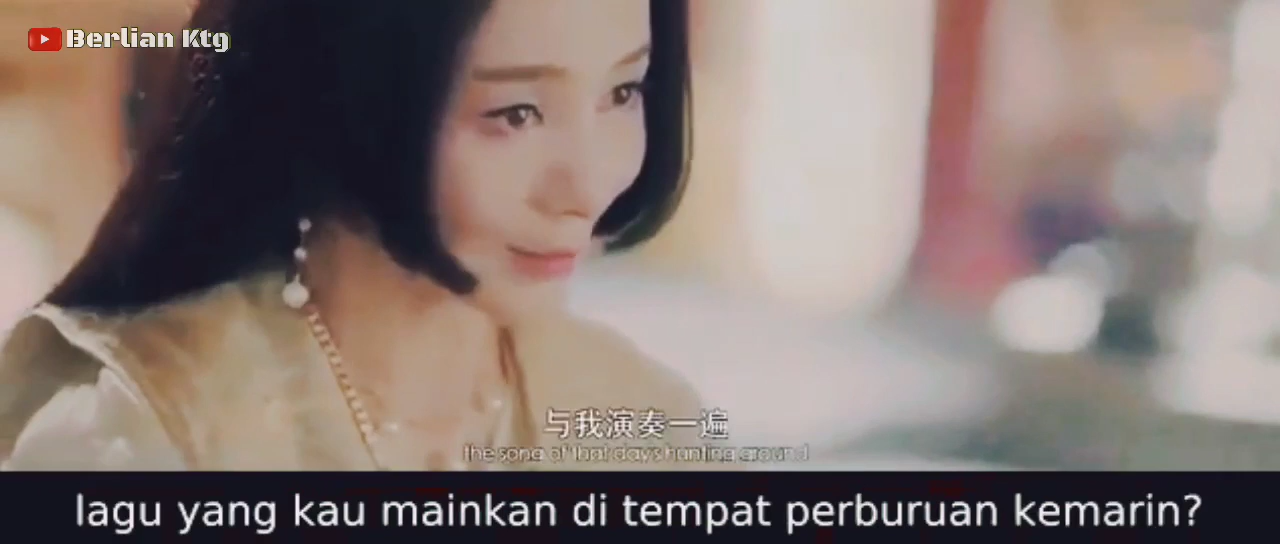 Berlian Ktg
与我演奏一遍
the song of that days hunting around
lagu yang kau mainkan di tempat perburuan kemarin?